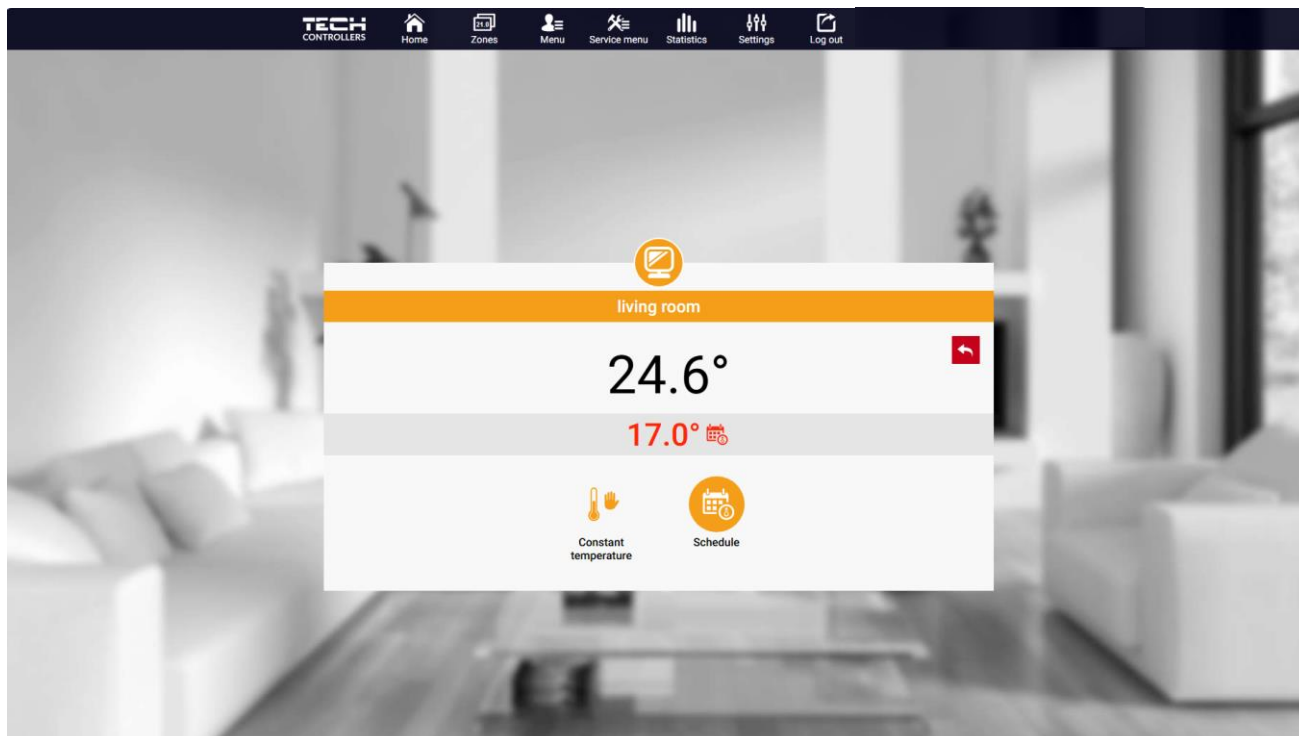 TECH
CONTROLLERS
Home
21.0
Zones
Menu
Service menu
Statistics
Settings
Log out
living room
24.6°
17.0°
Constant
temperature
Schedule